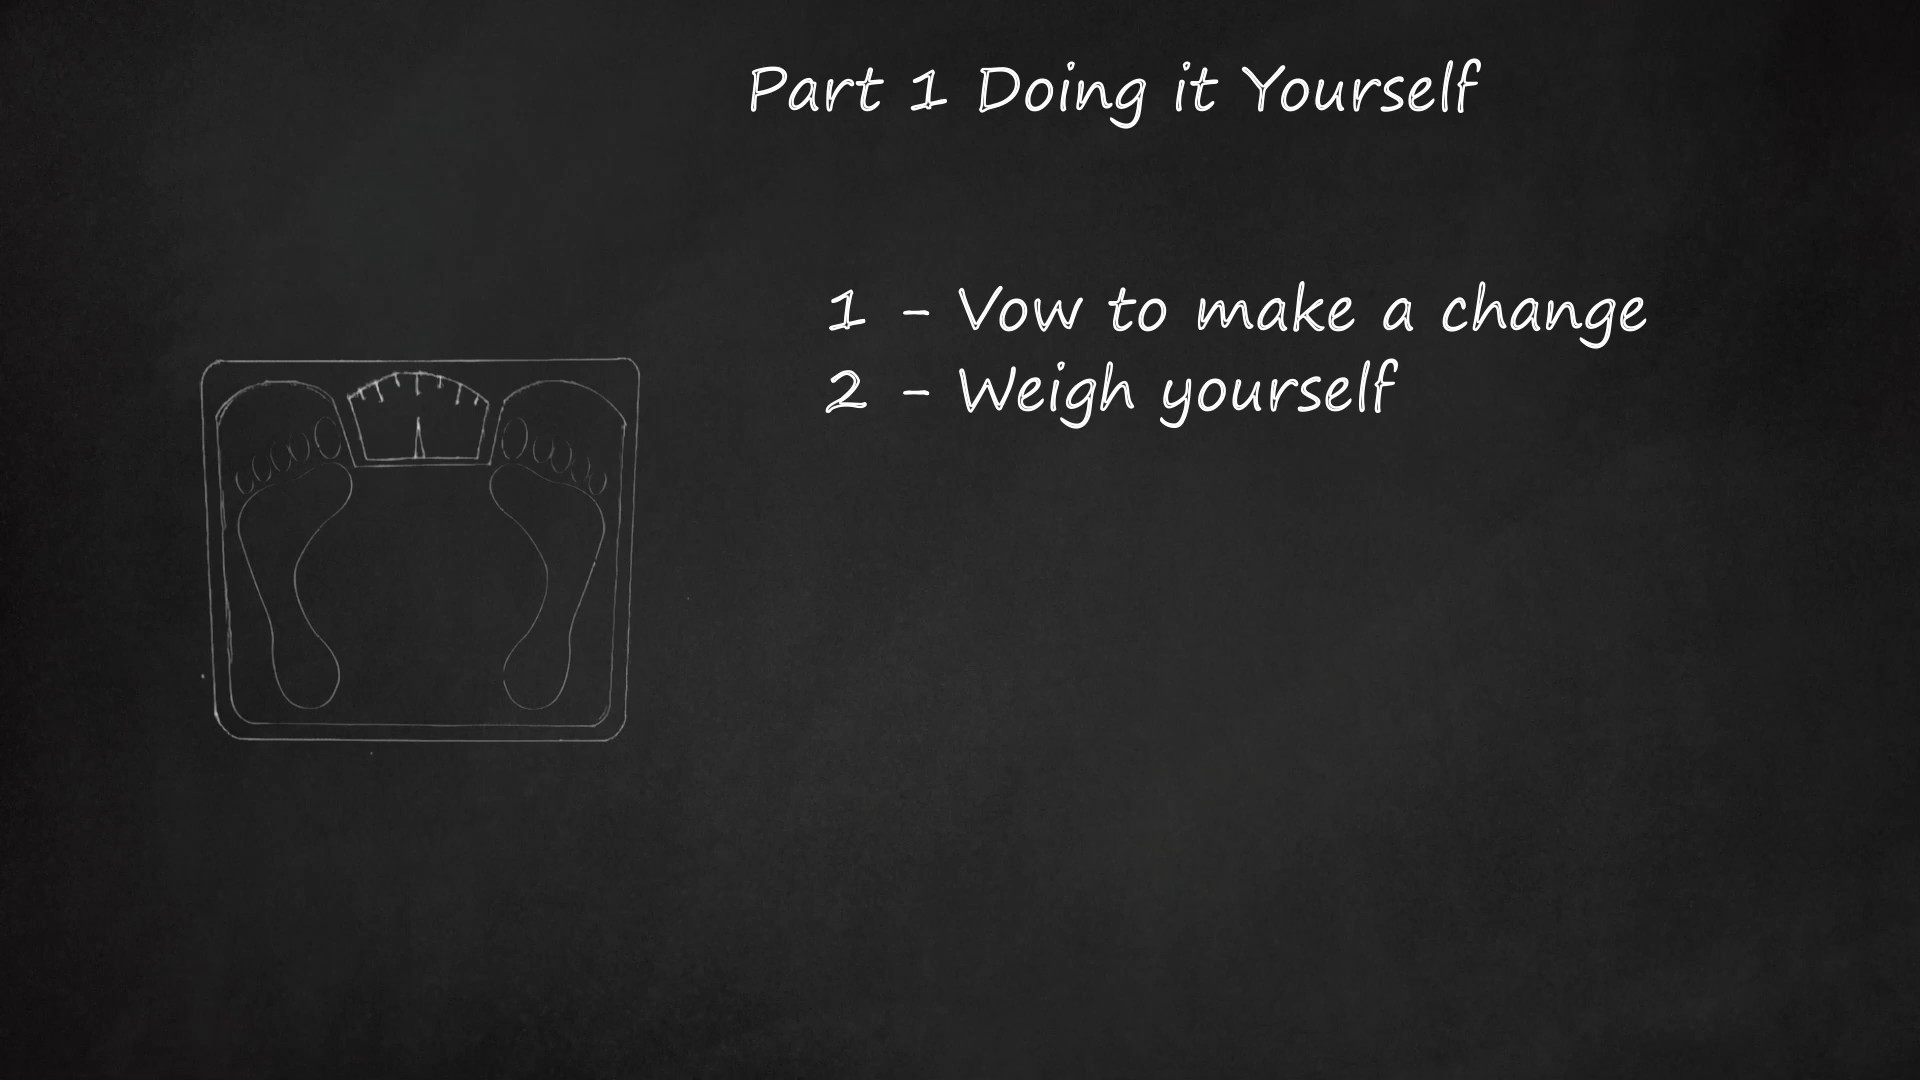 Part 1 Doing it Yourself
1 - Vow to make a change
2 - Weigh yourself